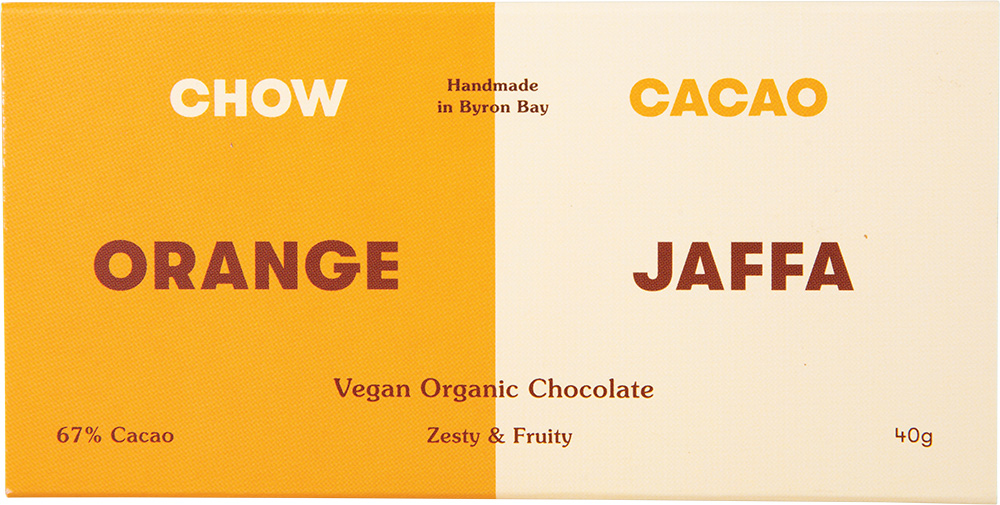 CHOW
Handmade
in Byron Bay
CACAO
ORANGE
JAFFA
Vegan Organic Chocolate
67% Cacao
Zesty & Fruity
40g